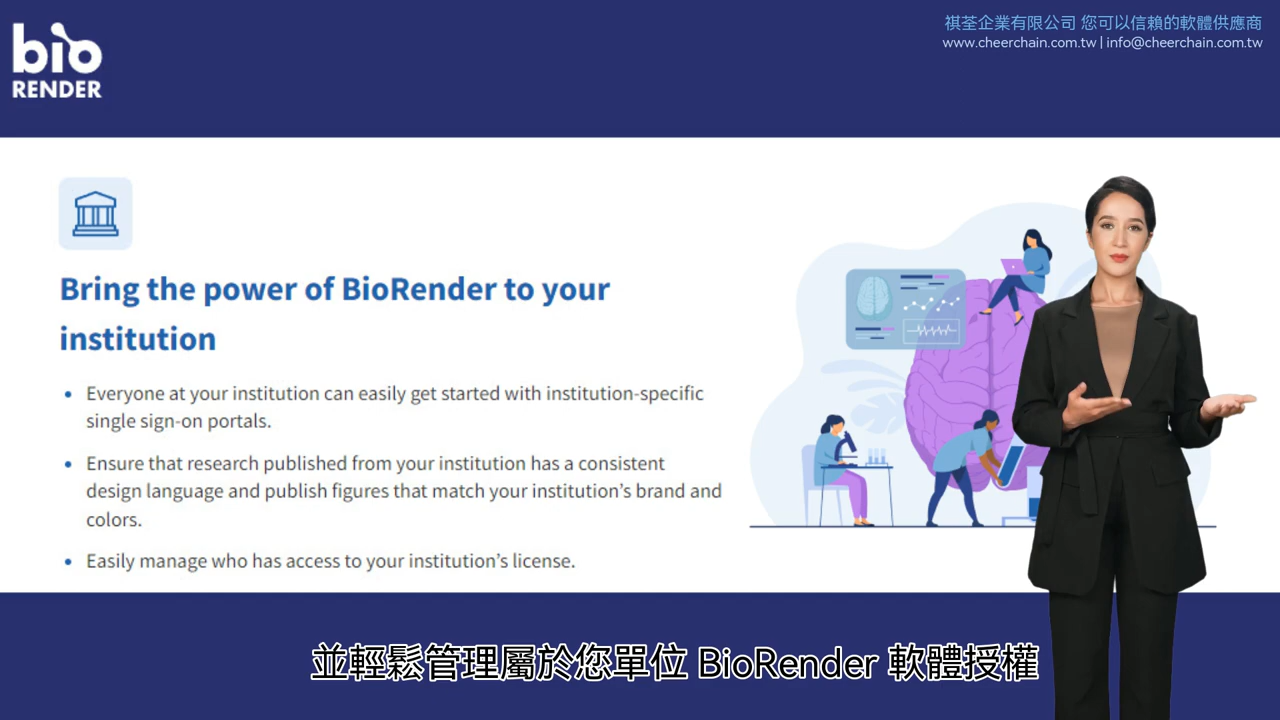 bio
RENDER
祺荃企業有限公司 您可以信賴的軟體供應商
www.cheerchain.com.tw | info@cheerchain.com.tw
Bring the power of BioRender to your
institution
• Everyone at your institution can easily get started with institution-specific
single sign-on portals.
• Ensure that research published from your institution has a consistent
design language and publish figures that match your institution’s brand and
colors.
• Easily manage who has access to your institution’s license.
並輕鬆管理屬於您單位 BioRender 軟體授權